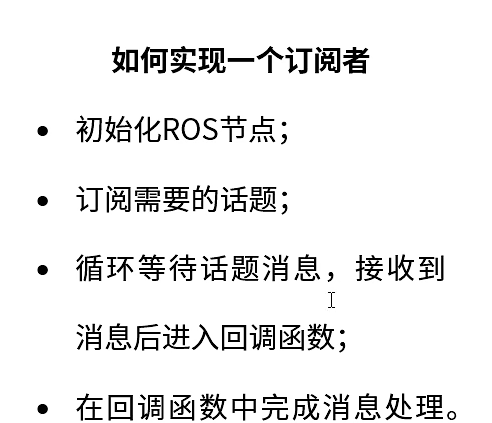 如何实现一个订阅者
• 初始化ROS节点；
• 订阅需要的话题；
• 循环等待话题消息，接收到
消息后进入回调函数；
• 在回调函数中完成消息处理。